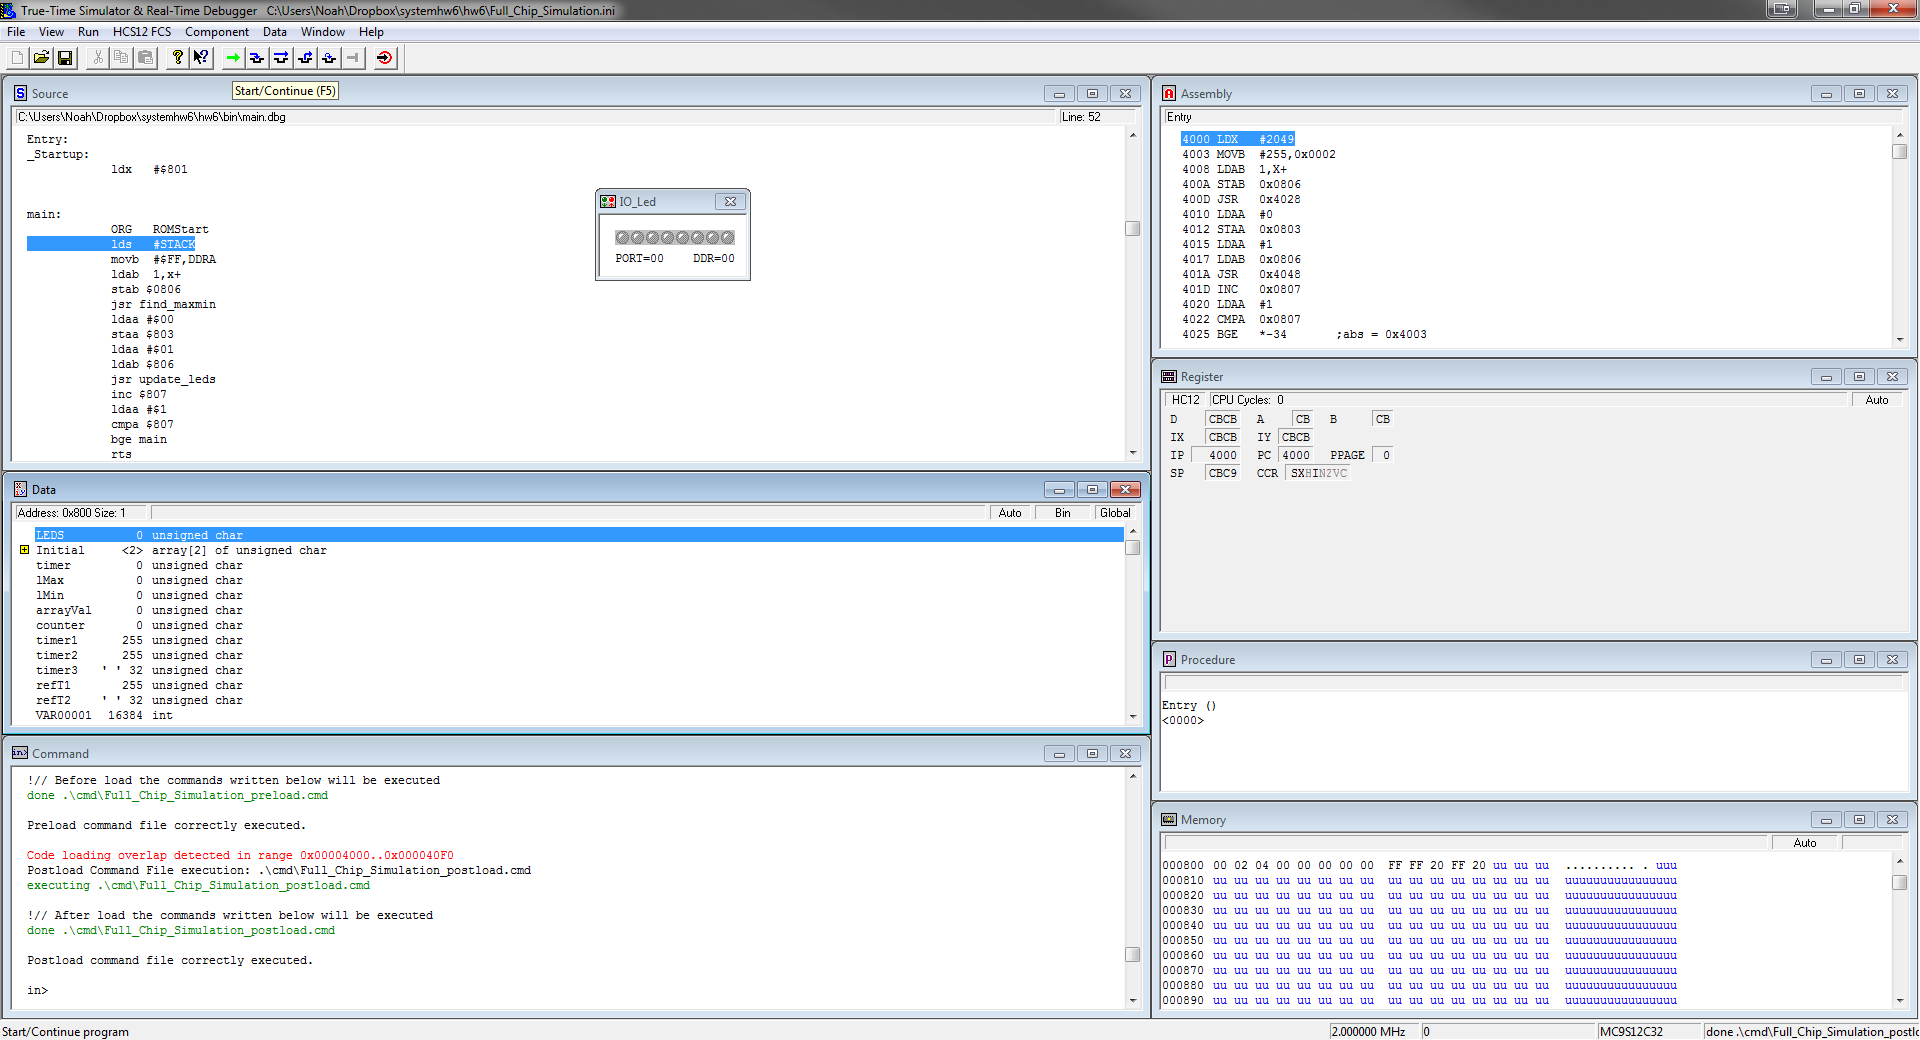 True-Time Simulator & Real-Time Debugger   C:\Users\Noah\Dropbox\systemhw6\hw6\Full_Chip_Simulation.ini
File View Run HCS12 FCS Component Data Window Help
Start/Continue (F5)
Source
C:\Users\Noah\Dropbox\systemhw6\hw6\bin\main.dbg Line: 52
Entry:
_Startup:
ldx #$801
main:
ORG ROMStart
lds #STACK
movb #$FF,DDRA
ldab 1,x+
stab $0806
jsr find_maxmin
ldaa #$00
staa $803
ldaa #$01
ldab $806
jsr update_leds
inc $807
ldaa #$1
cmpa $807
bge main
rts
IO_Led
PORT=00 DDR=00
Data
Address: 0x800 Size: 1 Auto Bin Global
LEDS 0 unsigned char
Initial <2> array[2] of unsigned char
timer 0 unsigned char
lMax 0 unsigned char
lMin 0 unsigned char
arrayVal 0 unsigned char
counter 0 unsigned char
timer1 255 unsigned char
timer2 255 unsigned char
timer3 ' ' 32 unsigned char
refT1 255 unsigned char
refT2 ' ' 32 unsigned char
VAR00001 16384 int
Command
!// Before load the commands written below will be executed
done .\cmd\Full_Chip_Simulation_preload.cmd
Preload command file correctly executed.
Code loading overlap detected in range 0x00004000..0x000040F0
Postload Command File execution: .\cmd\Full_Chip_Simulation_postload.cmd
executing .\cmd\Full_Chip_Simulation_postload.cmd
!// After load the commands written below will be executed
done .\cmd\Full_Chip_Simulation_postload.cmd
Postload command file correctly executed.
in>
Assembly
Entry
4000 LDX #2049
4003 MOVB #255,0x0002
4008 LDAB 1,X+
400A STAB 0x0806
400D JSR 0x4028
4010 LDAA #0
4012 STAA 0x0803
4015 LDAA #1
4017 LDAB 0x0806
401A JSR 0x4048
401D INC 0x0807
4020 LDAA #1
4022 CMPA 0x0807
4025 BGE *-34 ;abs = 0x4003
Register
HC12 CPU Cycles: 0 Auto
D CBCB A CB B CB
IX CBCB IY CBCB
IP 4000 PC 4000 PPAGE 0
SP CBC9 CCR SXHINZVC
Procedure
Entry ()
<0000>
Memory
Auto
000800 00 02 04 00 00 00 00 00 FF FF 20 FF 20 uu uu uu .......... . uuu
000810 uu uu uu uu uu uu uu uu uu uu uu uu uu uu uu uu uuuuuuuuuuuuuuuu
000820 uu uu uu uu uu uu uu uu uu uu uu uu uu uu uu uu uuuuuuuuuuuuuuuu
000830 uu uu uu uu uu uu uu uu uu uu uu uu uu uu uu uu uuuuuuuuuuuuuuuu
000840 uu uu uu uu uu uu uu uu uu uu uu uu uu uu uu uu uuuuuuuuuuuuuuuu
000850 uu uu uu uu uu uu uu uu uu uu uu uu uu uu uu uu uuuuuuuuuuuuuuuu
000860 uu uu uu uu uu uu uu uu uu uu uu uu uu uu uu uu uuuuuuuuuuuuuuuu
000870 uu uu uu uu uu uu uu uu uu uu uu uu uu uu uu uu uuuuuuuuuuuuuuuu
000880 uu uu uu uu uu uu uu uu uu uu uu uu uu uu uu uu uuuuuuuuuuuuuuuu
000890 uu uu uu uu uu uu uu uu uu uu uu uu uu uu uu uu uuuuuuuuuuuuuuuu
Start/Continue program 2.000000 MHz 0 MC9S12C32 done .\cmd\Full_Chip_Simulation_postlo